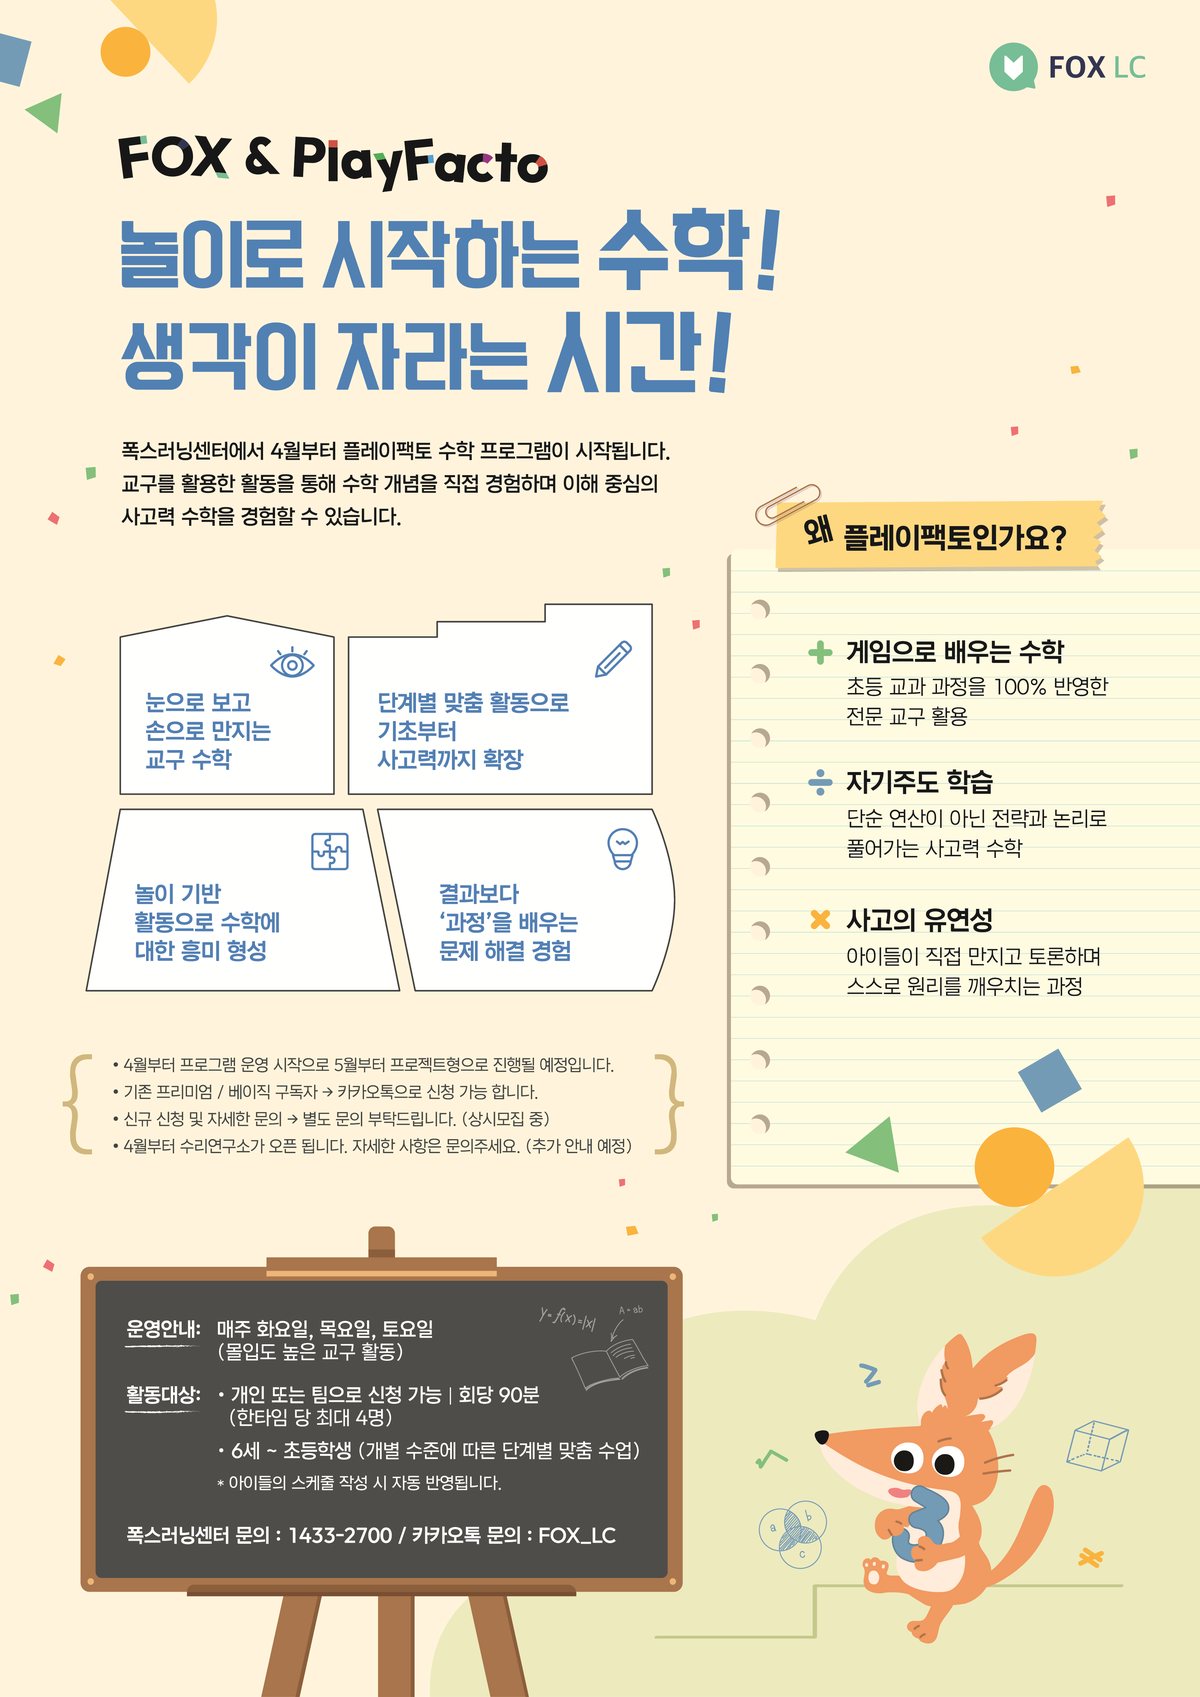 FOX LC
FOX & PlayFacto
놀이로 시작하는 수학!
생각이 자라는 시간!
폭스러닝센터에서 4월부터 플레이팩토 수학 프로그램이 시작됩니다.
교구를 활용한 활동을 통해 수학 개념을 직접 경험하며 이해 중심의
사고력 수학을 경험할 수 있습니다.
눈으로 보고
손으로 만지는
교구 수학
단계별 맞춤 활동으로
기초부터
사고력까지 확장
놀이 기반
활동으로 수학에
대한 흥미 형성
결과보다
‘과정’을 배우는
문제 해결 경험
왜 플레이팩토인가요?
게임으로 배우는 수학
초등 교과 과정을 100% 반영한
전문 교구 활용
자기주도 학습
단순 연산이 아닌 전략과 논리로
풀어가는 사고력 수학
사고의 유연성
아이들이 직접 만지고 토론하며
스스로 원리를 깨우치는 과정
• 4월부터 프로그램 운영 시작으로 5월부터 프로젝트형으로 진행될 예정입니다.
• 기존 프리미엄 / 베이직 구독자 → 카카오톡으로 신청 가능 합니다.
• 신규 신청 및 자세한 문의 → 별도 문의 부탁드립니다. (상시모집 중)
• 4월부터 수리연구소가 오픈 됩니다. 자세한 사항은 문의주세요. (추가 안내 예정)
Y=f(x)=|x|
A=ab
운영안내: 매주 화요일, 목요일, 토요일
(몰입도 높은 교구 활동)
활동대상: • 개인 또는 팀으로 신청 가능 | 회당 90분
(한타임 당 최대 4명)
• 6세 ~ 초등학생 (개별 수준에 따른 단계별 맞춤 수업)
* 아이들의 스케줄 작성 시 자동 반영됩니다.
폭스러닝센터 문의 : 1433-2700 / 카카오톡 문의 : FOX_LC
a
b
c